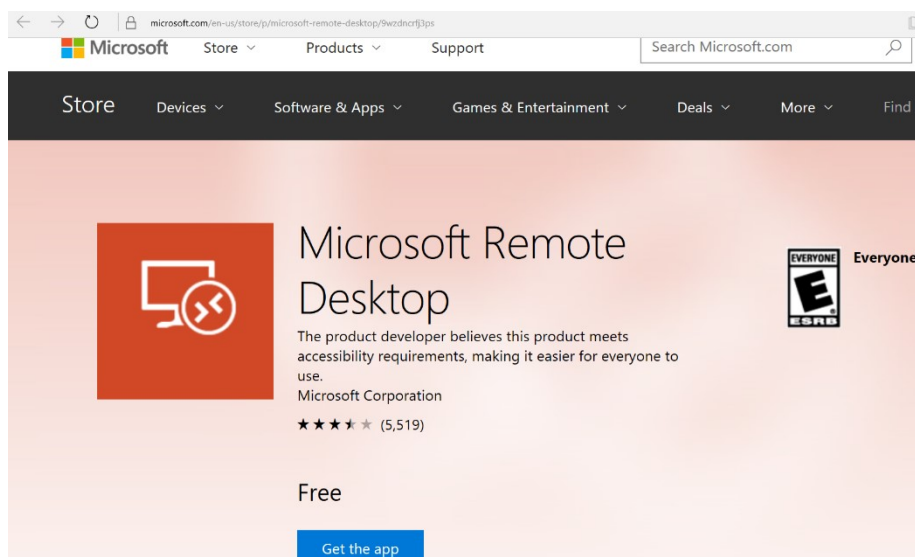 microsoft.com/en-us/store/p/microsoft-remote-desktop/9wzdncrfj3ps
Microsoft Store Products Support Search Microsoft.com
Store Devices Software & Apps Games & Entertainment Deals More Find
Microsoft Remote
Desktop
EVERYONE
E
ESRB
Everyone
The product developer believes this product meets
accessibility requirements, making it easier for everyone to
use.
Microsoft Corporation
(5,519)
Free
Get the app